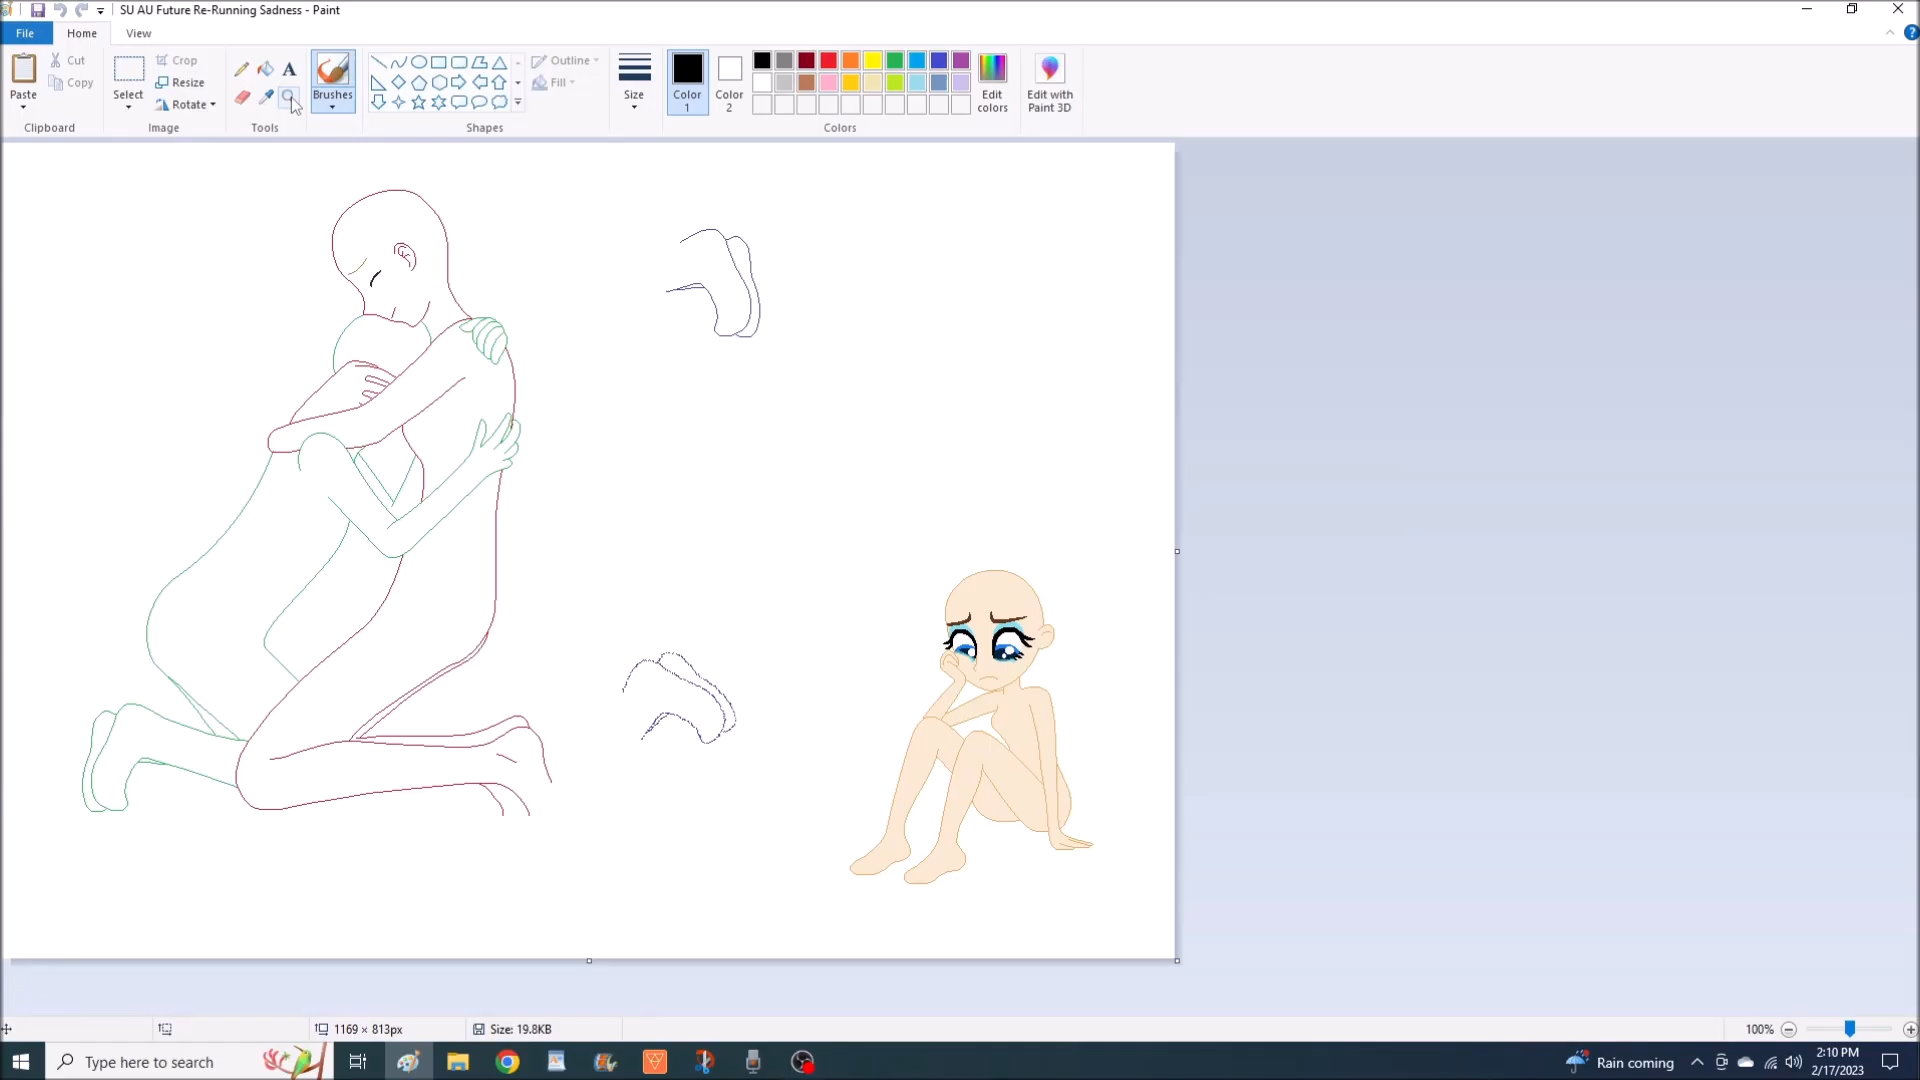 SU AU Future Re-Running Sadness - Paint
File Home View
Paste
Cut
Copy
Clipboard
Select
Crop
Resize
Rotate
Image
A
Tools
Brushes
Shapes
Outline
Fill
Size
Color
1
Color
2
Colors
Edit
colors
Edit with
Paint 3D
1169 × 813px
Size: 19.8KB
100%
Type here to search
Rain coming
2:10 PM
2/17/2023